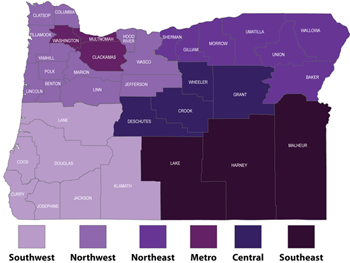 CLATSOP
COLUMBIA
TILLAMOOK
WASHINGTON
MULTNOMAH
HOOD
RIVER
SHERMAN
UMATILLA
WALLOWA
GILLIAM
MORROW
UNION
YAMHILL
CLACKAMAS
WASCO
POLK
MARION
WHEELER
BAKER
BENTON
JEFFERSON
LINCOLN
LINN
GRANT
CROOK
LANE
DESCHUTES
MALHEUR
COOS
DOUGLAS
LAKE
HARNEY
CURRY
JOSEPHINE
JACKSON
KLAMATH
Southwest Northwest Northeast Metro Central Southeast